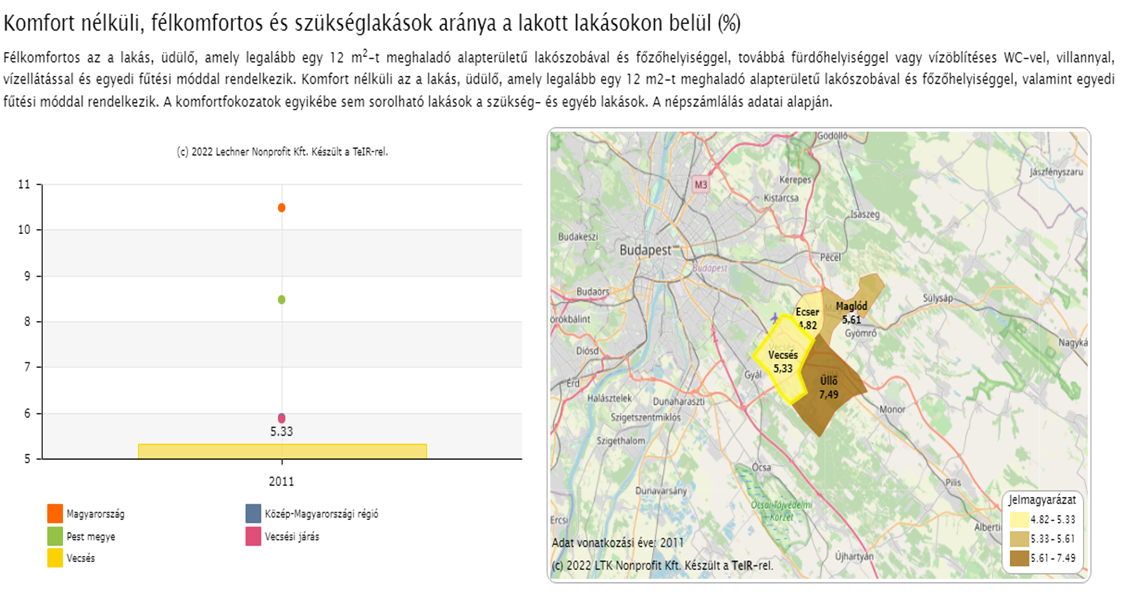 Komfort nélküli, félkomfortos és szükséglakások aránya a lakott lakásokon belül (%)
Félkomfortos az a lakás, üdülő, amely legalább egy 12 m²-t meghaladó alapterületű lakószobával és főzőhelyiséggel, továbbá fürdőhelyiséggel vagy vízöblítéses WC-vel, villannyal,
vízellátással és egyedi fűtési móddal rendelkezik. Komfort nélküli az a lakás, üdülő, amely legalább egy 12 m2-t meghaladó alapterületű lakószobával és főzőhelyiséggel, valamint egyedi
fűtési móddal rendelkezik. A komfortfokozatok egyikébe sem sorolható lakások a szükség- és egyéb lakások. A népszámlálás adatai alapján.
(c) 2022 Lechner Nonprofit Kft. Készült a TeIR-rel.
11
10
9
8
7
6
5
5.33
2011
Magyarország
Közép-Magyarországi régió
Pest megye
Vecsési járás
Vecsés
Gödöllő
Jászfényszaru
M3
Kerepes
Kistarcsa
Isaszeg
Budakeszi
Budapest
Pécel
Budapest
Budaörs
Sülysáp
Ecser
4.82
Maglód
5.61
örökbálint
Gyömrő
Nagyká
Diósd
Vecsés
5,33
Gyál
Érd
Üllő
7,49
Halásztelek
Dunaharaszti
Monor
Szigetszentmiklós
Szigethalom
Ócsa
Pilis
Dunavarsány
Ócsai Tájvédelmi
Körzet
Ercsi
Alberti
Újhartyán
Jelmagyarázat
4.82-5.33
5.33-5.61
5.61-7.49
Adat vonatkozási éve: 2011
(c) 2022 LTK Nonprofit Kft. Készült a TeIR-rel.